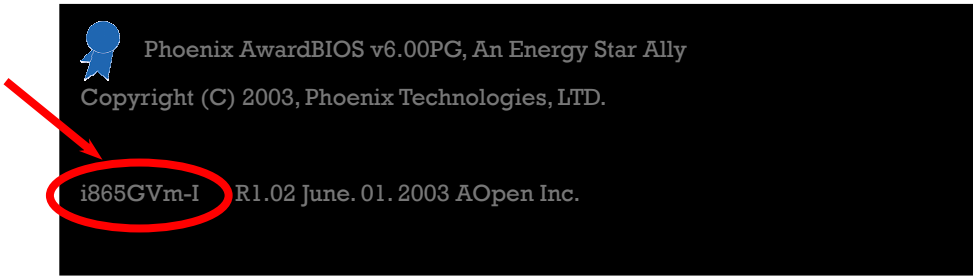 Phoenix AwardBIOS v6.00PG, An Energy Star Ally
Copyright (C) 2003, Phoenix Technologies, LTD.
i865GVm-I R1.02 June. 01. 2003 AOpen Inc.